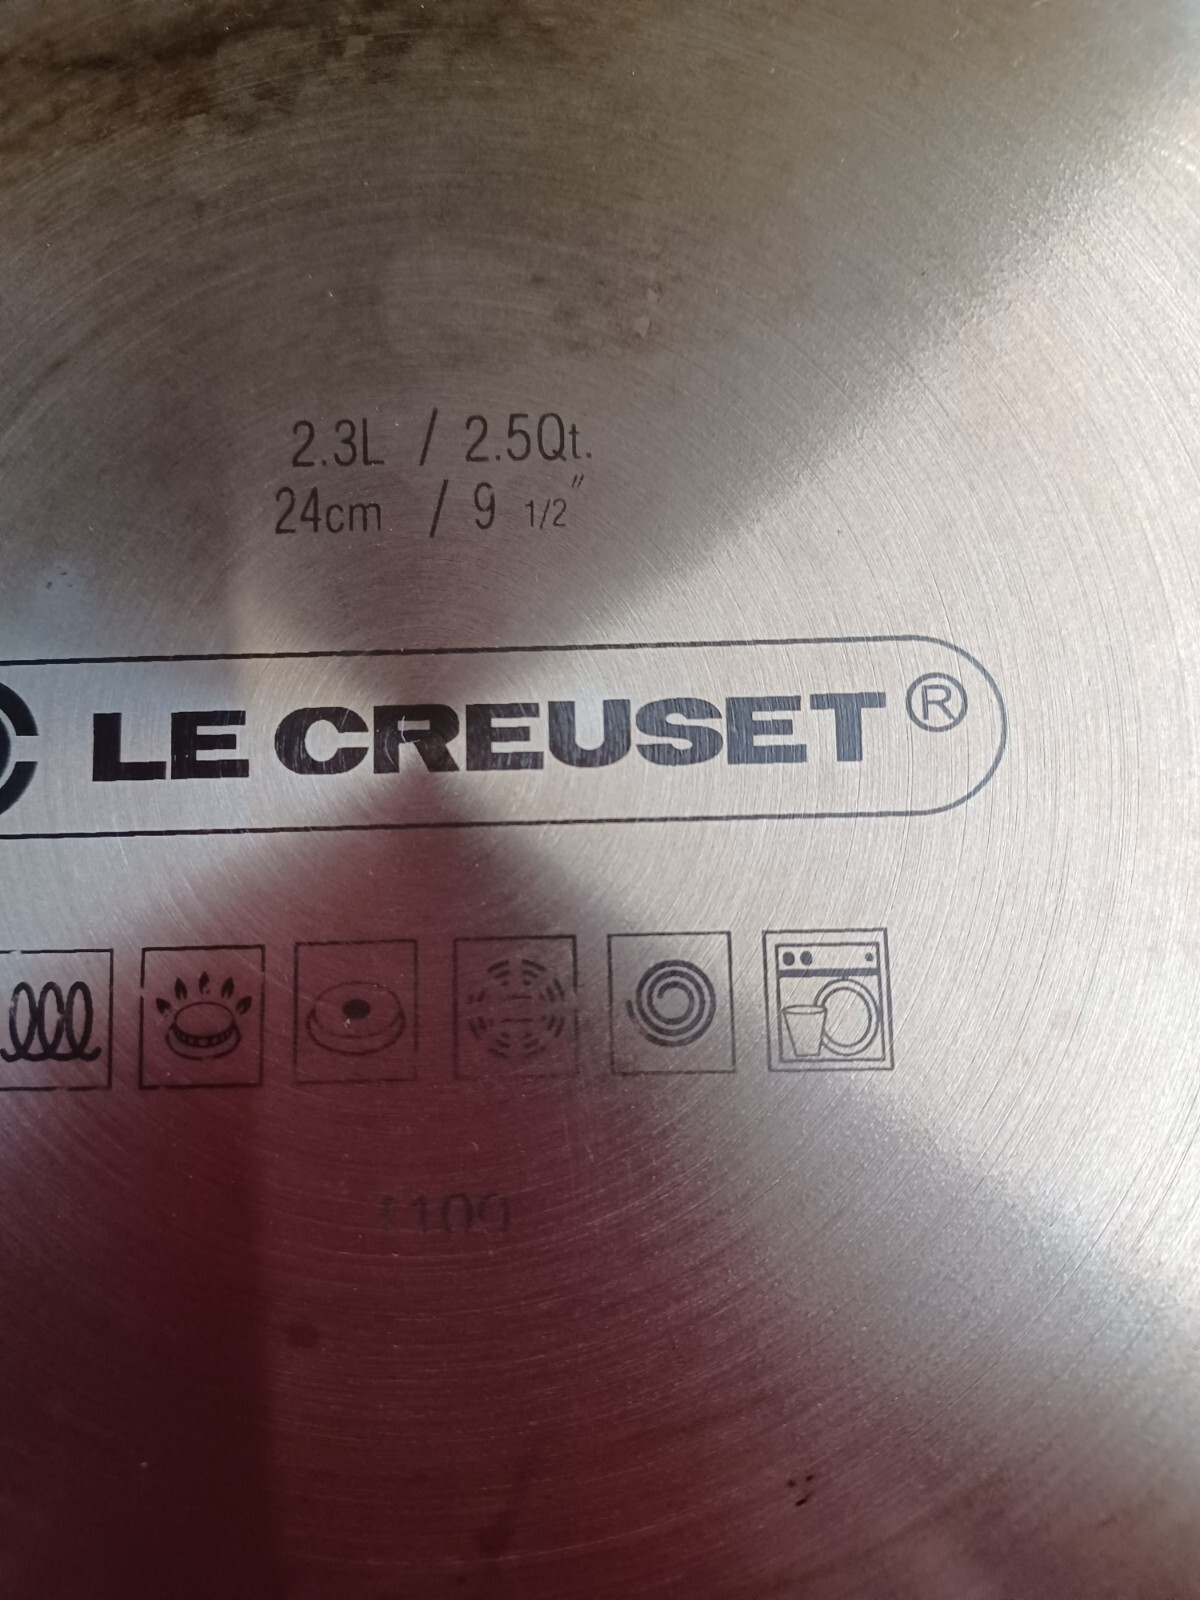 2.3L / 2.5Qt.
24cm / 9 1/2"
LE CREUSET®